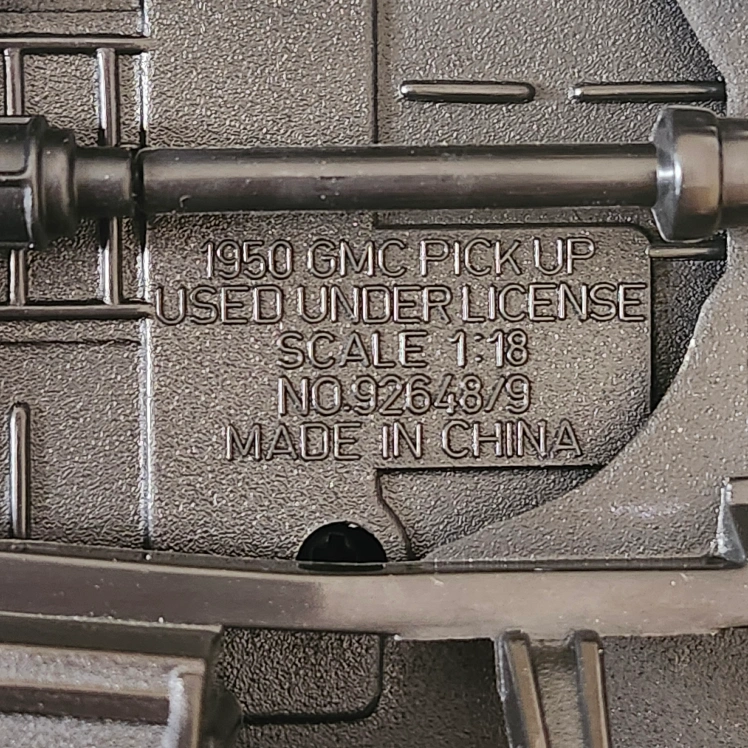 1950 GMC PICK UP
USED UNDER LICENSE
SCALE 1:18
NO.92648/9
MADE IN CHINA